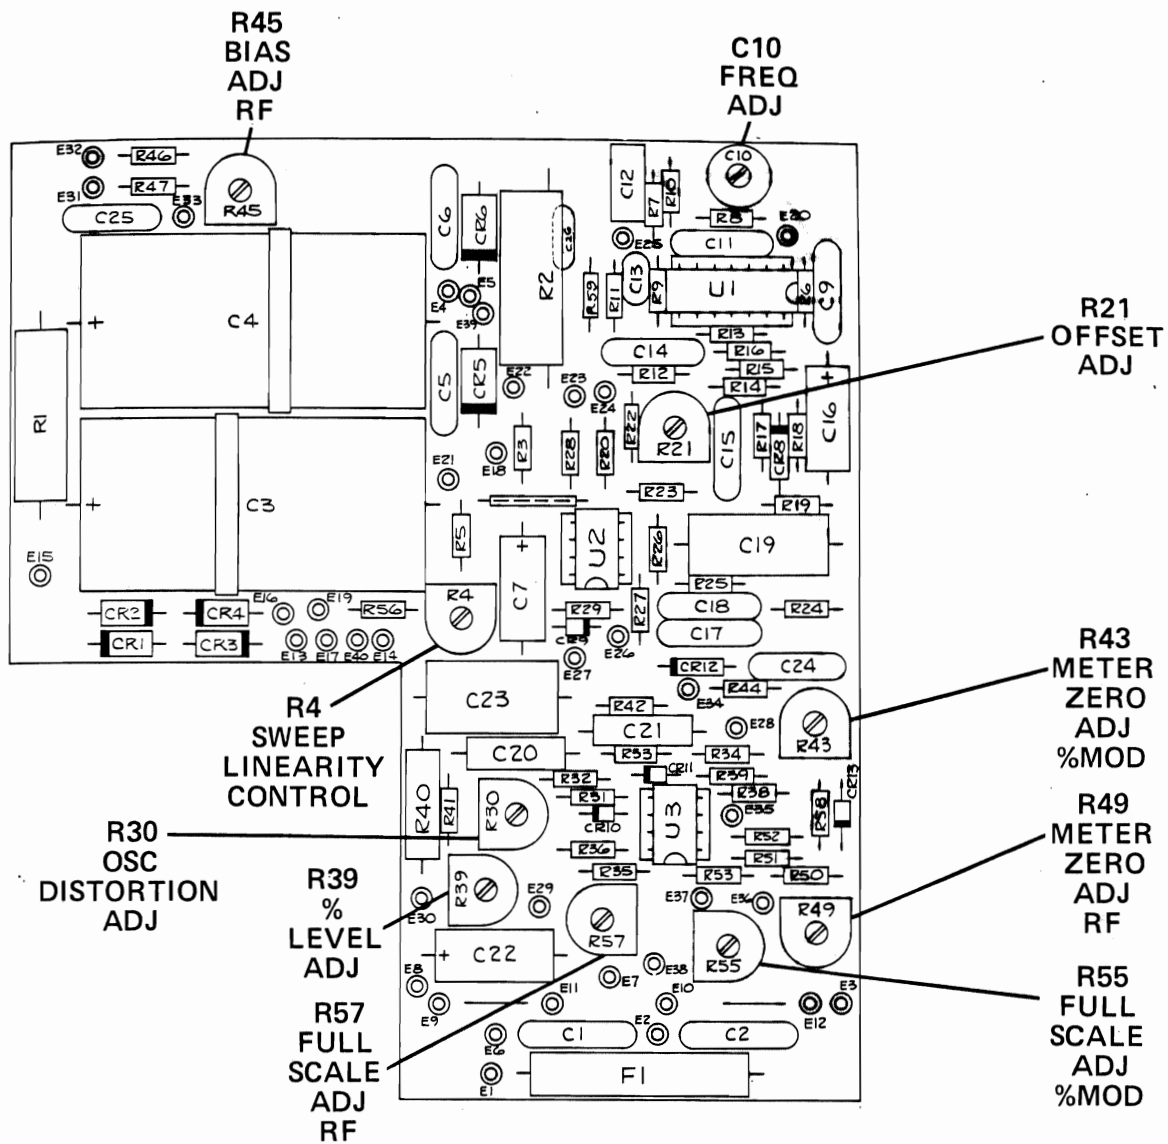 R45
BIAS
ADJ
RF
C10
FREQ
ADJ
E32
R46
E31
R47
E33
C25
R45
C6
CR6
C26
R2
C12
R7
R10
C10
R8
E20
E25
C11
C13
R9
U1
R6
C9
E5
E4
E39
R59
R11
R13
C4
R1
C5
CR5
E22
C14
R12
R16
R15
R14
E23
E24
R21
OFFSET
ADJ
R22
R21
C15
R17
CR8
R18
C16
E21
E18
R3
R28
R20
R23
R19
C3
R5
U2
R26
C19
E15
CR2
CR4
E16
E19
R56
R4
C7
R29
CR9
R27
R25
C18
R24
C17
CR1
CR3
E13
E17
E40
E14
E27
E26
CR12
C24
E34
R44
R43
METER
ZERO
ADJ
%MOD
R4
SWEEP
LINEARITY
CONTROL
C23
R42
C21
E28
R43
C20
R33
R34
R40
R41
R30
R32
R31
CR10
CR11
R39
R38
E35
R58
CR13
U3
R52
R51
R36
R35
R53
R50
R49
METER
ZERO
ADJ
RF
R30
OSC
DISTORTION
ADJ
R39
%
LEVEL
ADJ
R39
E30
E29
E37
E36
R49
R57
R55
C22
E38
E7
E8
E9
E11
E10
E12
E3
R55
FULL
SCALE
ADJ
%MOD
R57
FULL
SCALE
ADJ
RF
E6
C1
E2
C2
E1
F1